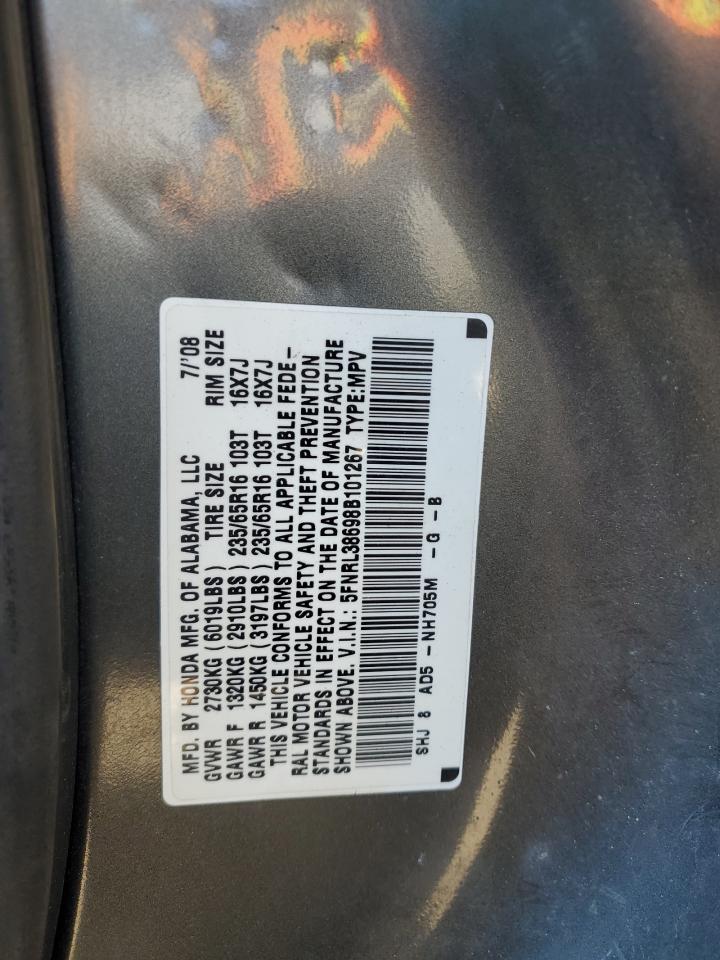 MFD. BY HONDA MFG. OF ALABAMA, LLC 7/'08
GVWR 2730KG (6019LBS) TIRE SIZE RIM SIZE
GAWR F 1320KG (2910LBS) 235/65R16 103T 16X7J
GAWR R 1450KG (3197LBS) 235/65R16 103T 16X7J
THIS VEHICLE CONFORMS TO ALL APPLICABLE FEDE-
RAL MOTOR VEHICLE SAFETY AND THEFT PREVENTION
STANDARDS IN EFFECT ON THE DATE OF MANUFACTURE
SHOWN ABOVE. V.I.N.: 5FNRL38698B101267 TYPE:MPV
SHJ 8 AD5 -NH705M -G -B